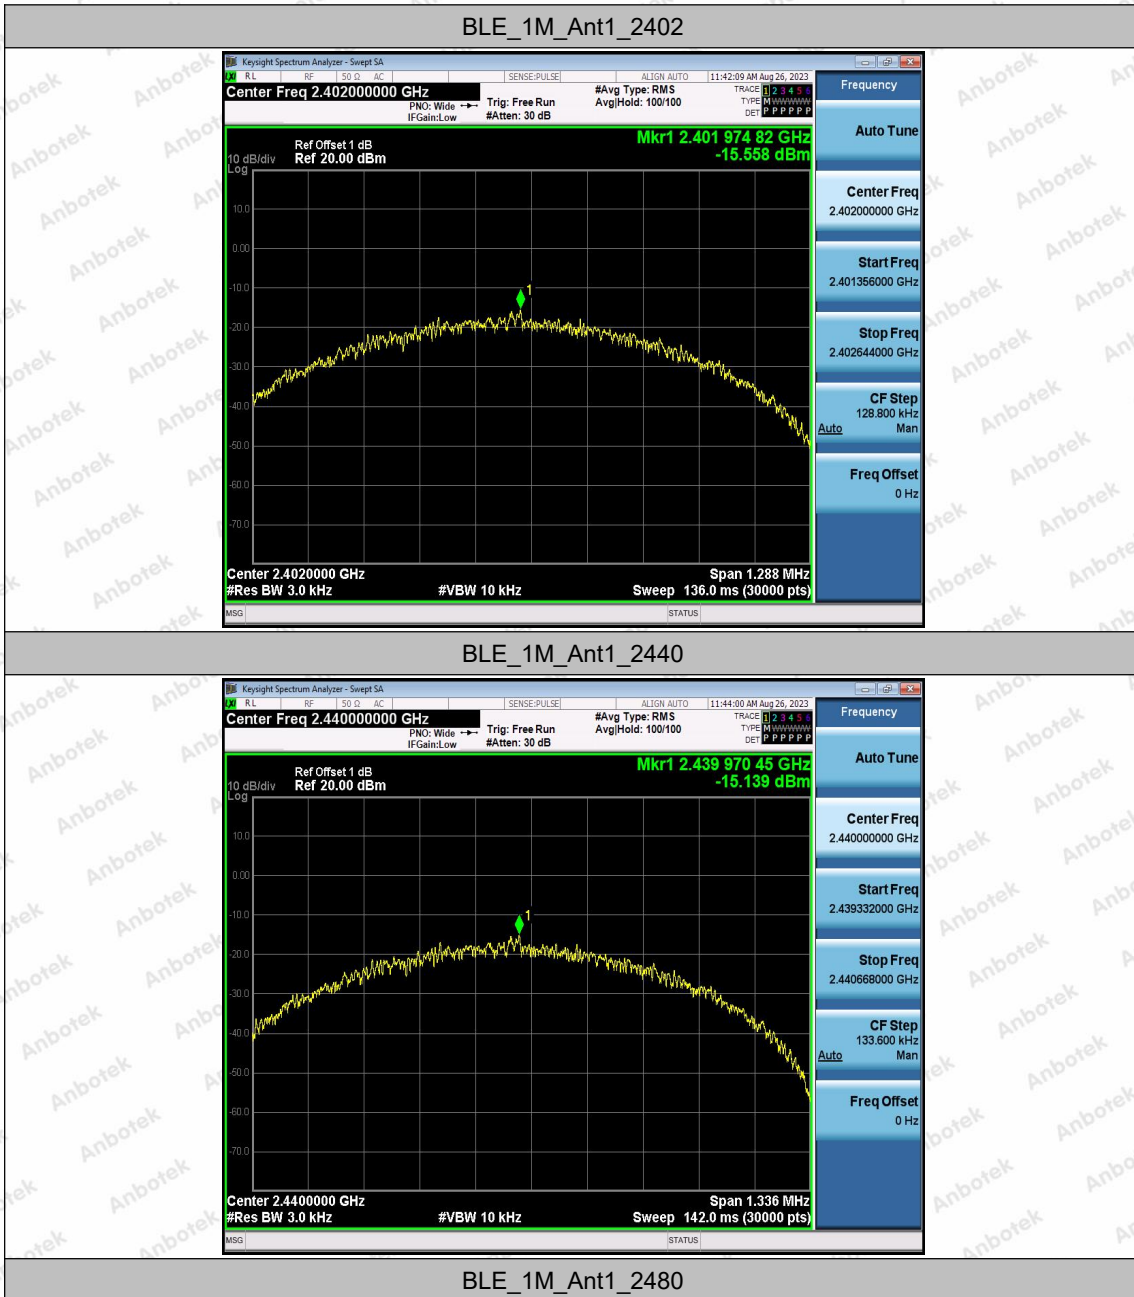 BLE_1M_Ant1_2402
Keysight Spectrum Analyzer - Swept SA
LXI RL RF 50 Ω AC SENSE:PULSE ALIGN AUTO 11:42:09 AM Aug 26, 2023
Center Freq 2.402000000 GHz
PNO: Wide
IFGain:Low
Trig: Free Run
#Atten: 30 dB
#Avg Type: RMS
Avg|Hold: 100/100
TRACE 1 2 3 4 5 6
TYPE M W W W W W
DET P P P P P P
Frequency
Mkr1 2.401 974 82 GHz
-15.558 dBm
Ref Offset 1 dB
10 dB/div Ref 20.00 dBm
Log
10.0
0.00
-10.0
-20.0
-30.0
-40.0
-50.0
-60.0
-70.0
1
Center 2.4020000 GHz
Span 1.288 MHz
#Res BW 3.0 kHz
#VBW 10 kHz
Sweep 136.0 ms (30000 pts)
MSG
STATUS
Auto Tune
Center Freq
2.402000000 GHz
Start Freq
2.401356000 GHz
Stop Freq
2.402644000 GHz
CF Step
128.800 kHz
Auto Man
Freq Offset
0 Hz
BLE_1M_Ant1_2440
Keysight Spectrum Analyzer - Swept SA
LXI RL RF 50 Ω AC SENSE:PULSE ALIGN AUTO 11:44:00 AM Aug 26, 2023
Center Freq 2.440000000 GHz
PNO: Wide
IFGain:Low
Trig: Free Run
#Atten: 30 dB
#Avg Type: RMS
Avg|Hold: 100/100
TRACE 1 2 3 4 5 6
TYPE M W W W W W
DET P P P P P P
Frequency
Mkr1 2.439 970 45 GHz
-15.139 dBm
Ref Offset 1 dB
10 dB/div Ref 20.00 dBm
Log
10.0
0.00
-10.0
-20.0
-30.0
-40.0
-50.0
-60.0
-70.0
1
Center 2.4400000 GHz
Span 1.336 MHz
#Res BW 3.0 kHz
#VBW 10 kHz
Sweep 142.0 ms (30000 pts)
MSG
STATUS
Auto Tune
Center Freq
2.440000000 GHz
Start Freq
2.439332000 GHz
Stop Freq
2.440668000 GHz
CF Step
133.600 kHz
Auto Man
Freq Offset
0 Hz
BLE_1M_Ant1_2480
Anbotek